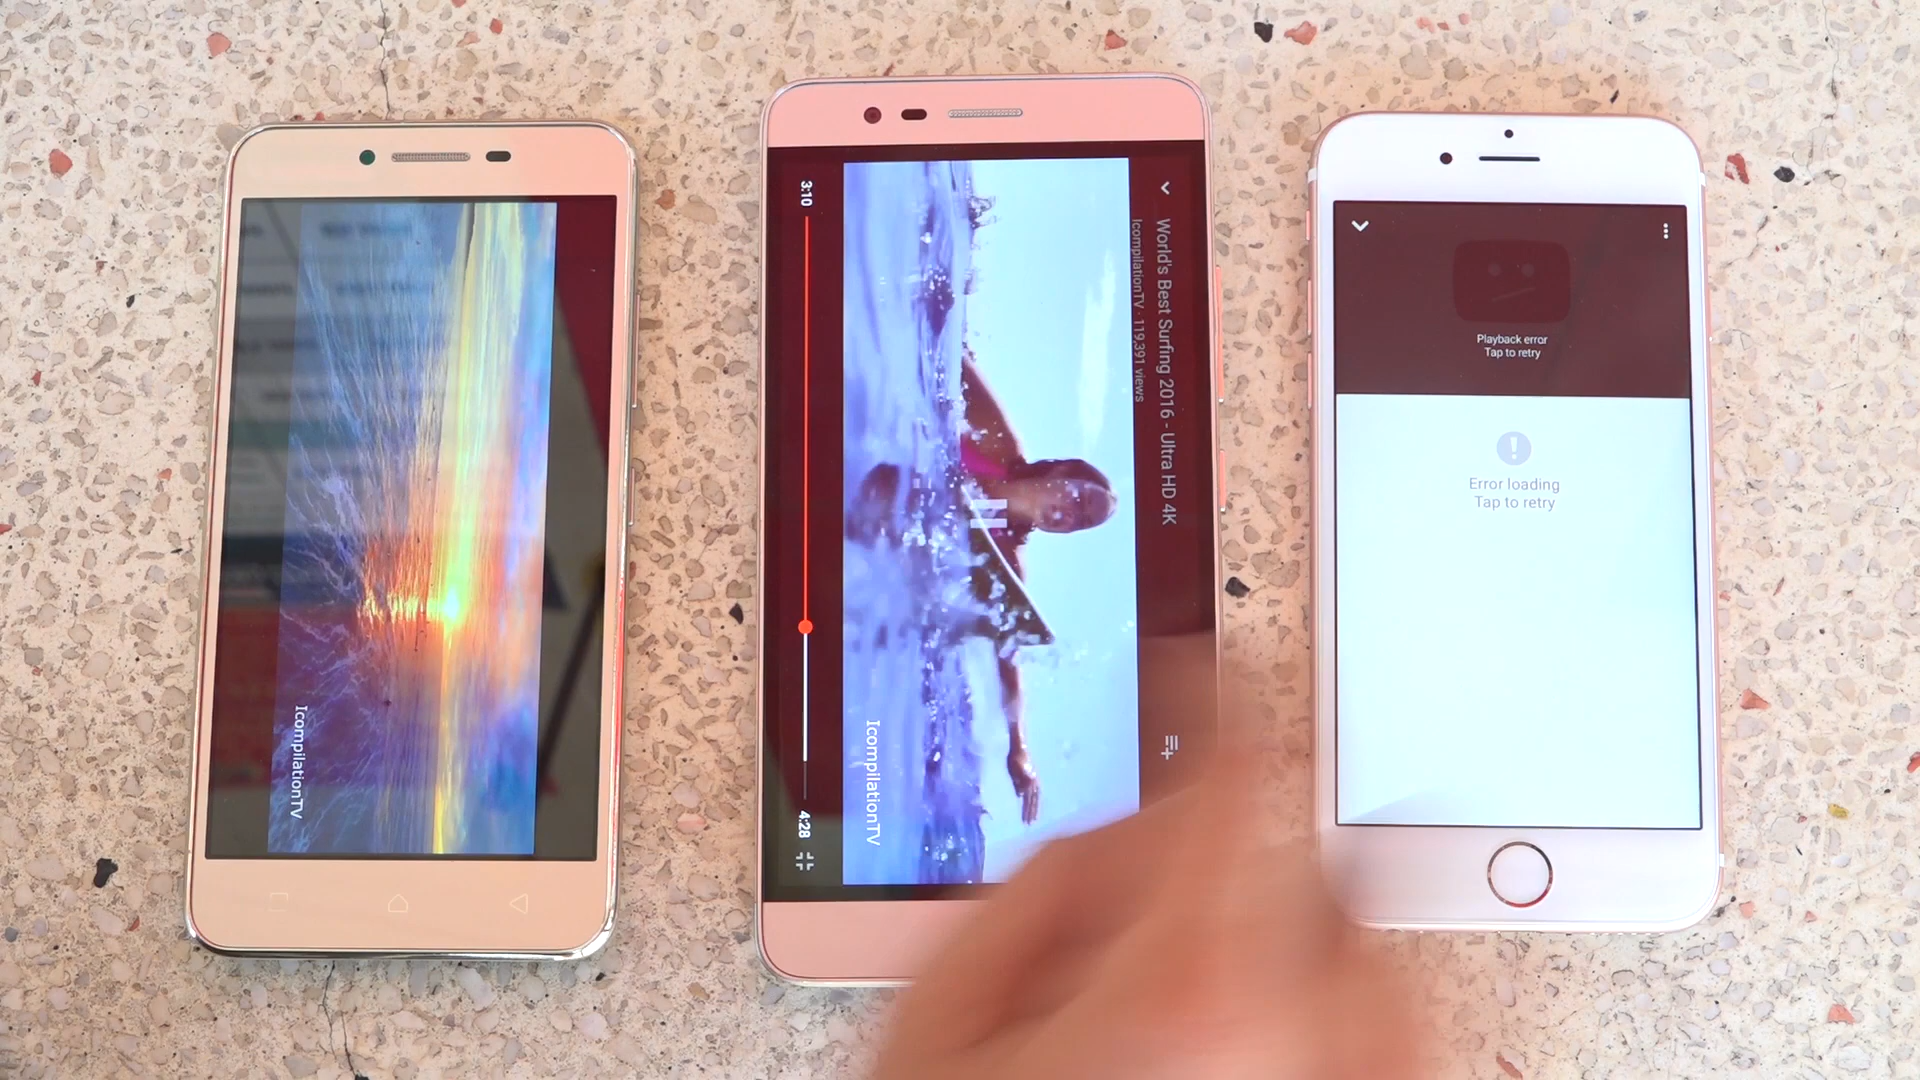 IcompilationTV
World's Best Surfing 2016 - Ultra HD 4K
IcompilationTV · 119,391 views
3:10
4:28
IcompilationTV
Playback error
Tap to retry
Error loading
Tap to retry